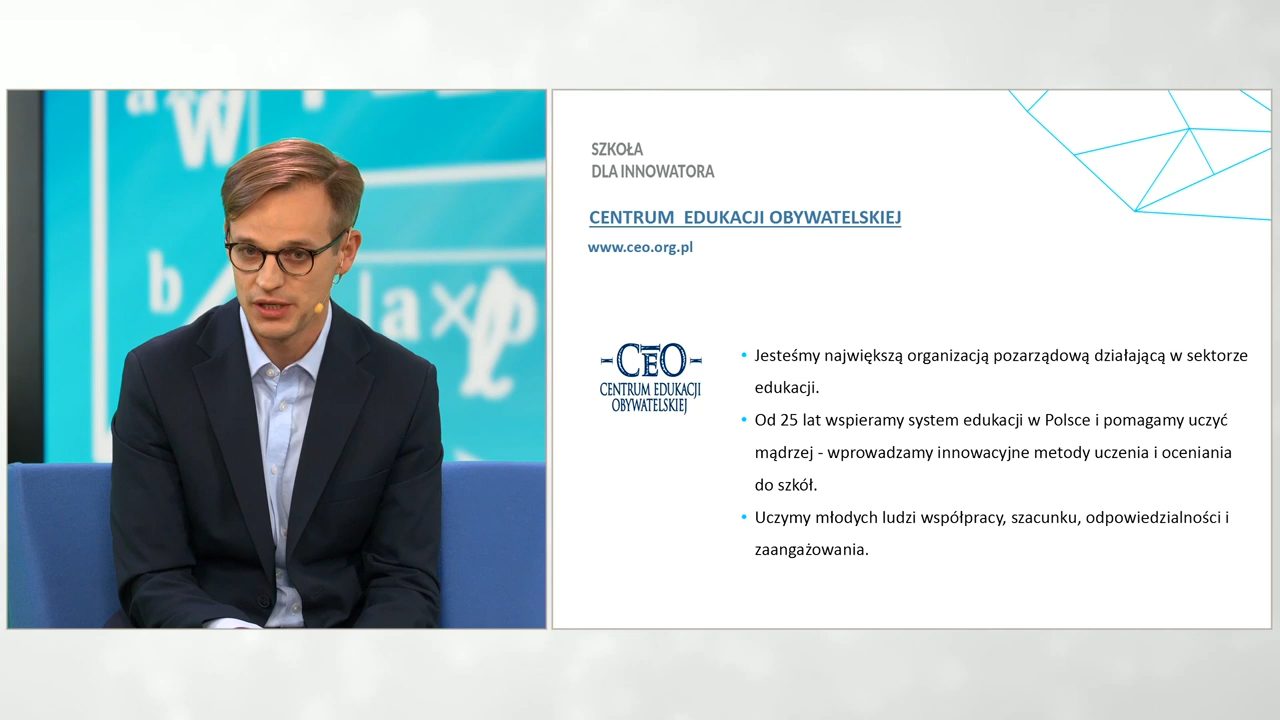 a
W
b
laxp
SZKOŁA
DLA INNOWATORA
CENTRUM EDUKACJI OBYWATELSKIEJ
www.ceo.org.pl
CEO
CENTRUM EDUKACJI
OBYWATELSKIEJ
• Jesteśmy największą organizacją pozarządową działającą w sektorze
edukacji.
• Od 25 lat wspieramy system edukacji w Polsce i pomagamy uczyć
mądrzej - wprowadzamy innowacyjne metody uczenia i oceniania
do szkół.
• Uczymy młodych ludzi współpracy, szacunku, odpowiedzialności i
zaangażowania.